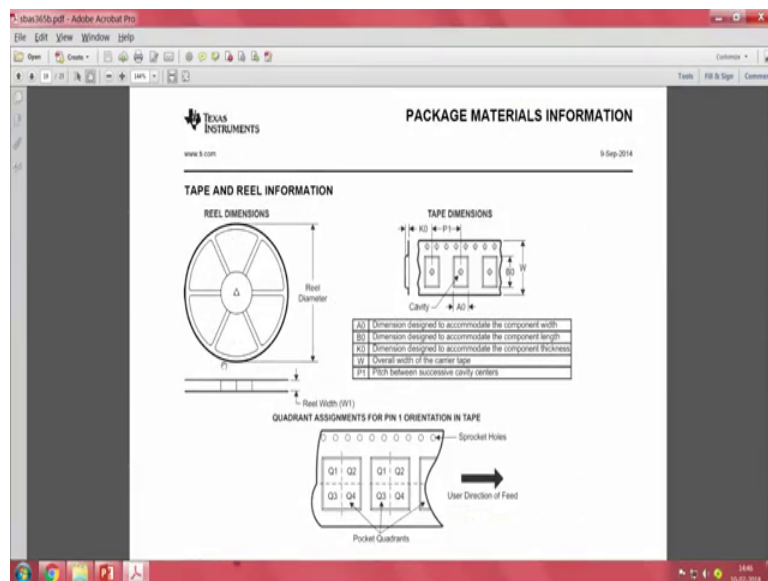 sbas365b.pdf - Adobe Acrobat Pro
File Edit View Window Help
Open Create Customize
19 / 23 144% Tools Fill & Sign Comment
TEXAS INSTRUMENTS
PACKAGE MATERIALS INFORMATION
www.ti.com 9-Sep-2014
TAPE AND REEL INFORMATION
REEL DIMENSIONS TAPE DIMENSIONS
K0 P1
B0 W
Reel Diameter
Cavity A0
A0 Dimension designed to accommodate the component width
B0 Dimension designed to accommodate the component length
K0 Dimension designed to accommodate the component thickness
W Overall width of the carrier tape
P1 Pitch between successive cavity centers
Reel Width (W1)
QUADRANT ASSIGNMENTS FOR PIN 1 ORIENTATION IN TAPE
Sprocket Holes
Q1 Q2 Q1 Q2
Q3 Q4 Q3 Q4
User Direction of Feed
Pocket Quadrants
14:46